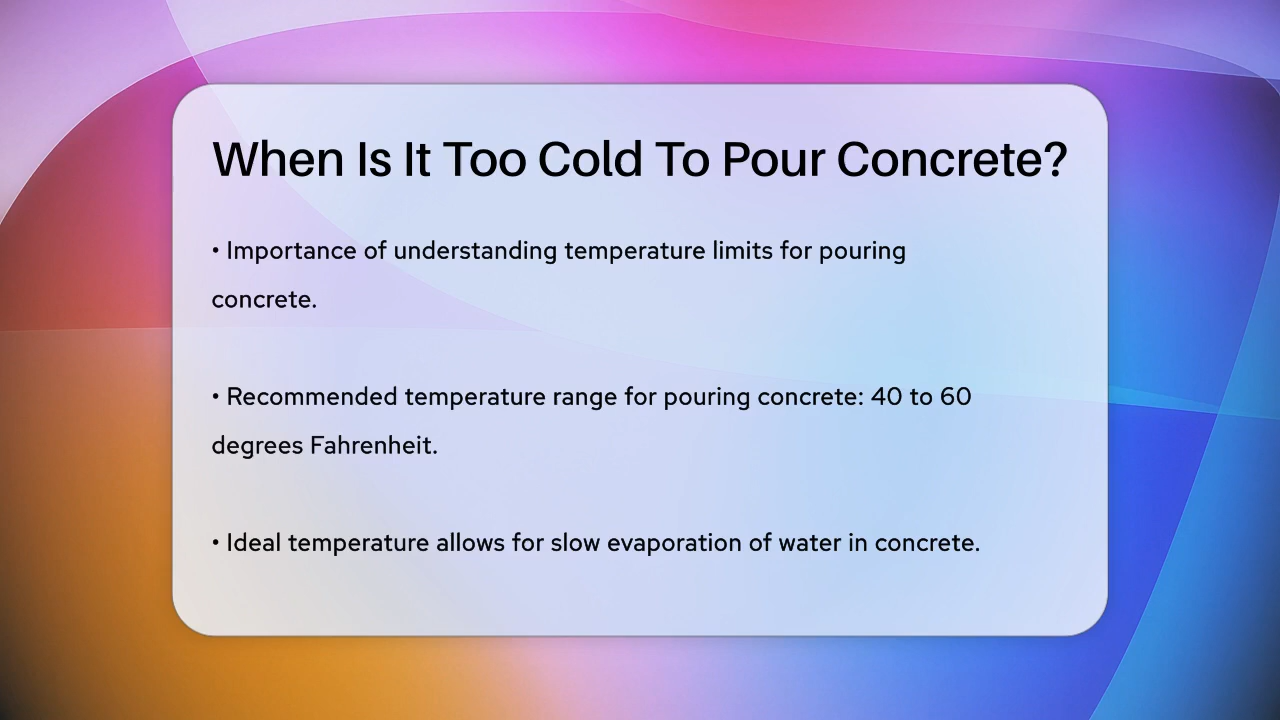 When Is It Too Cold To Pour Concrete?
• Importance of understanding temperature limits for pouring
concrete.
• Recommended temperature range for pouring concrete: 40 to 60
degrees Fahrenheit.
• Ideal temperature allows for slow evaporation of water in concrete.